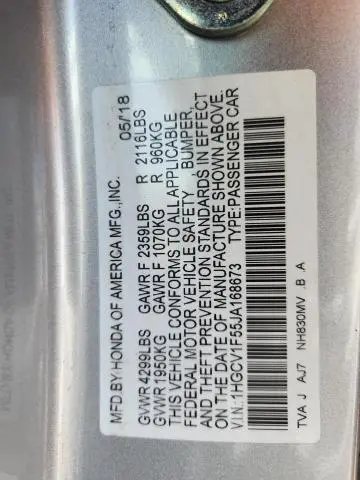 MFD.BY HONDA OF AMERICA MFG.,INC. 05/'18
GVWR 4299LBS GAWR F 2359LBS R 2116LBS
GVWR 1950KG GAWR F 1070KG R 960KG
THIS VEHICLE CONFORMS TO ALL APPLICABLE
FEDERAL MOTOR VEHICLE SAFETY, BUMPER,
AND THEFT PREVENTION STANDARDS IN EFFECT
ON THE DATE OF MANUFACTURE SHOWN ABOVE.
V.I.N.:1HGCV1F55JA168673 TYPE:PASSENGER CAR
TVA J AJ7 NH830MV .B .A